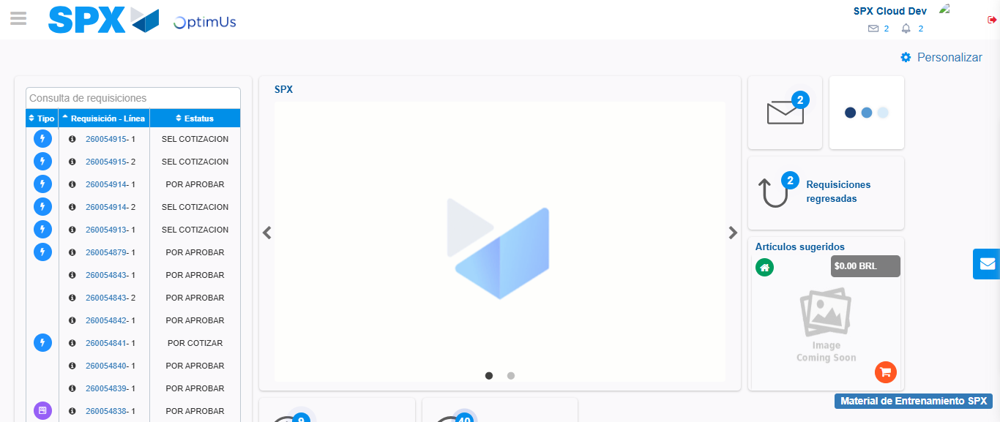 SPX OptimUs
SPX Cloud Dev
2 2
Personalizar
Consulta de requisiciones
Tipo Requisición - Línea Estatus
260054915- 1 SEL COTIZACION
260054915- 2 SEL COTIZACION
260054914- 1 POR APROBAR
260054914- 2 SEL COTIZACION
260054913- 1 SEL COTIZACION
260054879- 1 POR APROBAR
260054843- 1 POR APROBAR
260054843- 2 POR APROBAR
260054842- 1 POR APROBAR
260054841- 1 POR COTIZAR
260054840- 1 POR APROBAR
260054839- 1 POR APROBAR
260054838- 1 POR APROBAR
SPX
2
2
Requisiciones
regresadas
Artículos sugeridos
$0.00 BRL
Image
Coming Soon
Material de Entrenamiento SPX
9
40